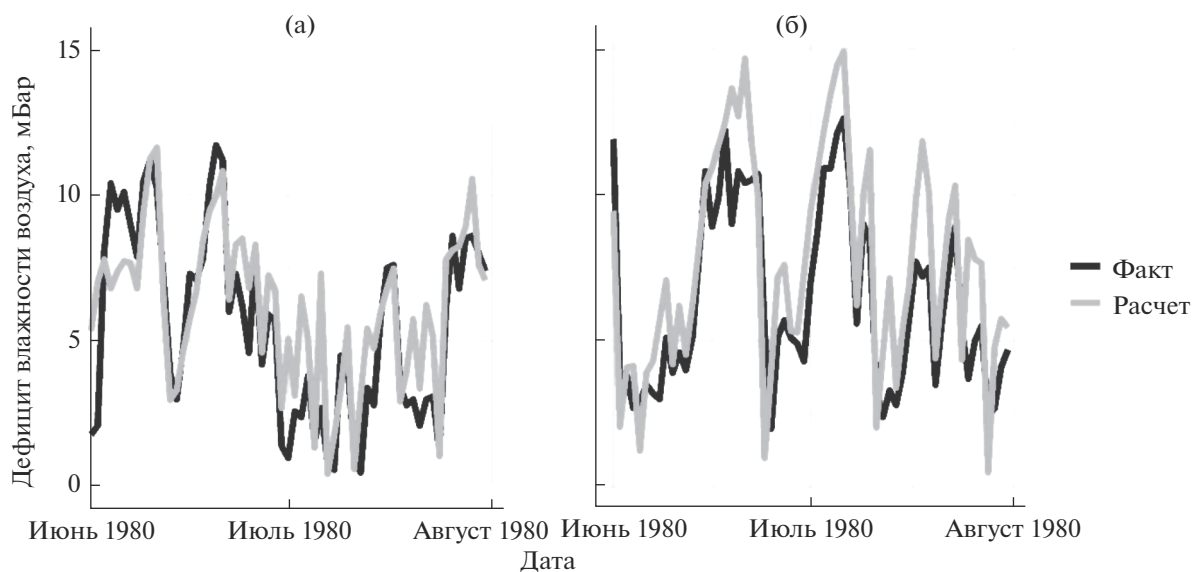 (а)
(б)
Дефицит влажности воздуха, мБар
15
10
5
0
Июнь 1980
Июль 1980
Август 1980
Июнь 1980
Июль 1980
Август 1980
Дата
Факт
Расчет